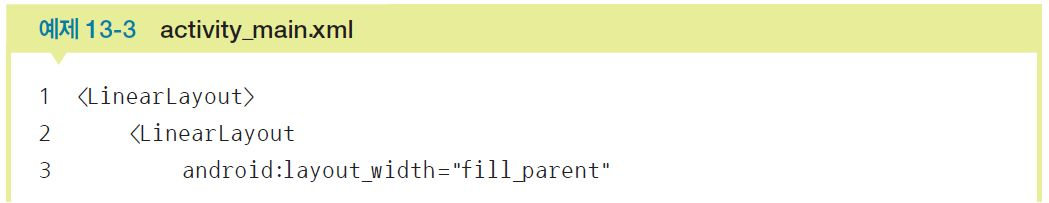 예제 13-3 activity_main.xml
1 <LinearLayout>
2 <LinearLayout
3 android:layout_width="fill_parent"